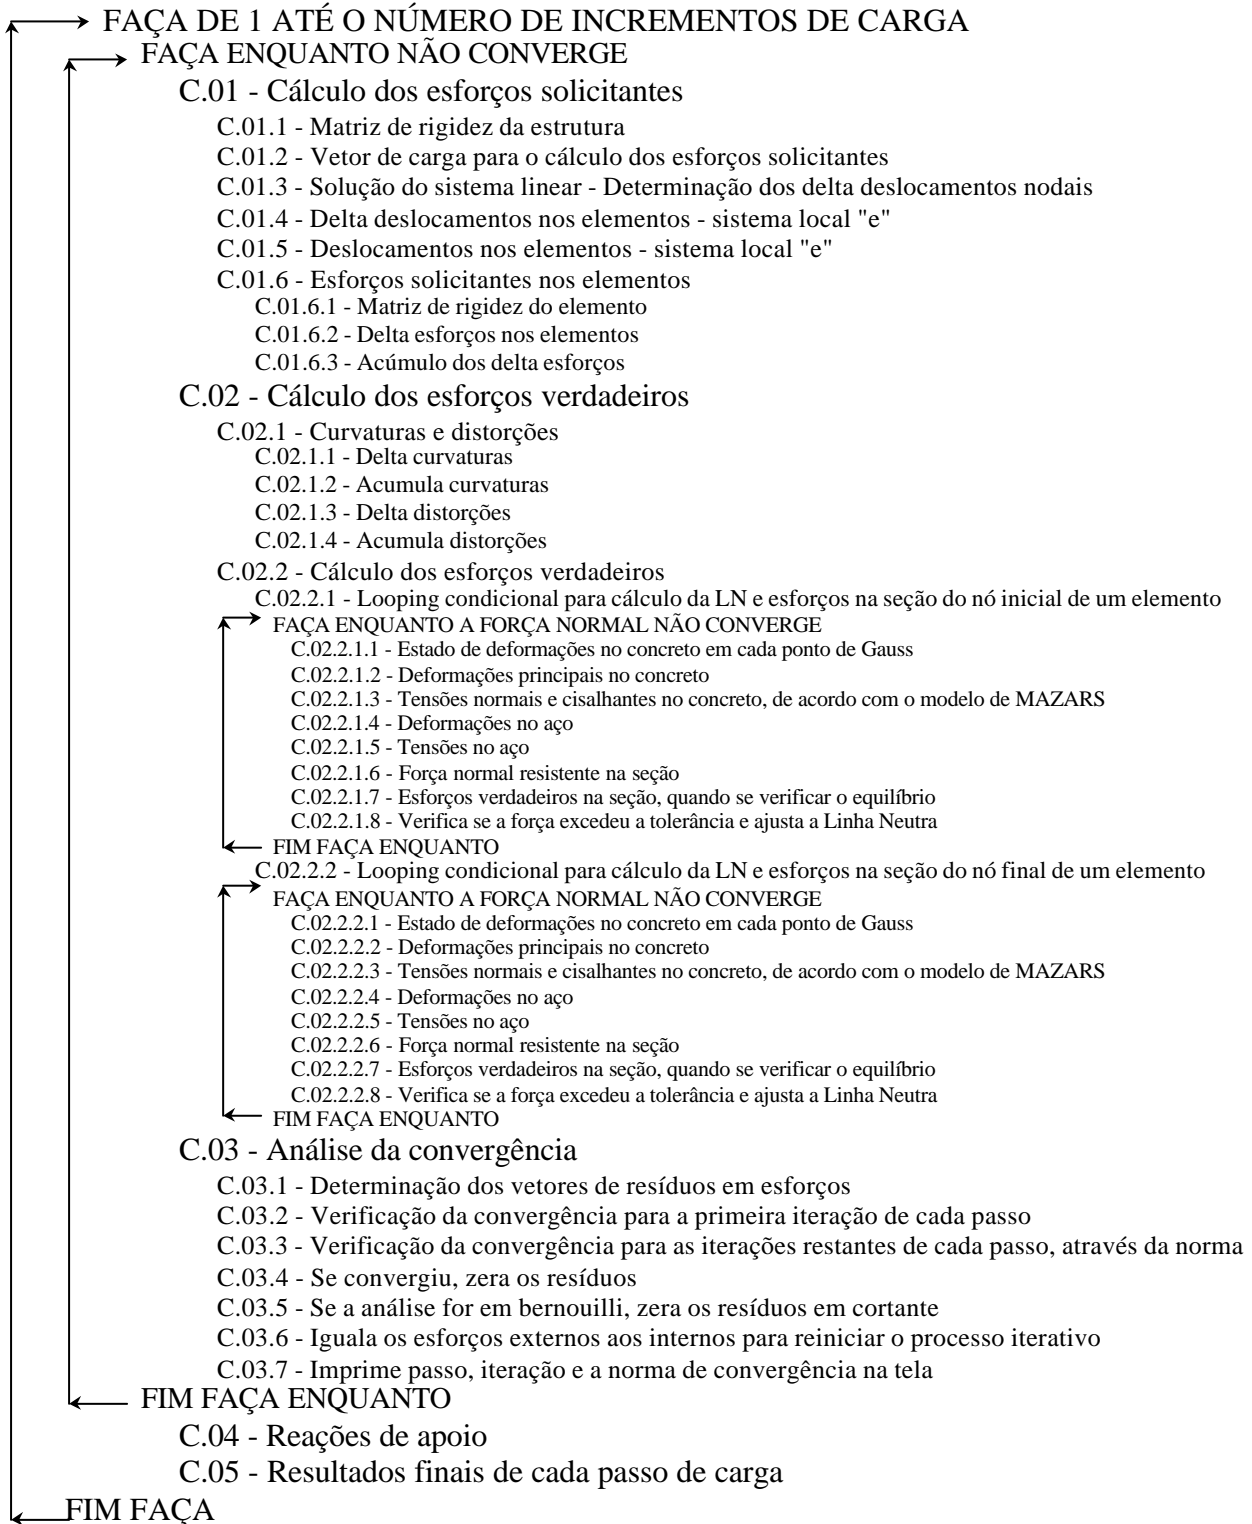 FAÇA DE 1 ATÉ O NÚMERO DE INCREMENTOS DE CARGA
FAÇA ENQUANTO NÃO CONVERGE
C.01 - Cálculo dos esforços solicitantes
C.01.1 - Matriz de rigidez da estrutura
C.01.2 - Vetor de carga para o cálculo dos esforços solicitantes
C.01.3 - Solução do sistema linear - Determinação dos delta deslocamentos nodais
C.01.4 - Delta deslocamentos nos elementos - sistema local "e"
C.01.5 - Deslocamentos nos elementos - sistema local "e"
C.01.6 - Esforços solicitantes nos elementos
C.01.6.1 - Matriz de rigidez do elemento
C.01.6.2 - Delta esforços nos elementos
C.01.6.3 - Acúmulo dos delta esforços
C.02 - Cálculo dos esforços verdadeiros
C.02.1 - Curvaturas e distorções
C.02.1.1 - Delta curvaturas
C.02.1.2 - Acumula curvaturas
C.02.1.3 - Delta distorções
C.02.1.4 - Acumula distorções
C.02.2 - Cálculo dos esforços verdadeiros
C.02.2.1 - Looping condicional para cálculo da LN e esforços na seção do nó inicial de um elemento
FAÇA ENQUANTO A FORÇA NORMAL NÃO CONVERGE
C.02.2.1.1 - Estado de deformações no concreto em cada ponto de Gauss
C.02.2.1.2 - Deformações principais no concreto
C.02.2.1.3 - Tensões normais e cisalhantes no concreto, de acordo com o modelo de MAZARS
C.02.2.1.4 - Deformações no aço
C.02.2.1.5 - Tensões no aço
C.02.2.1.6 - Força normal resistente na seção
C.02.2.1.7 - Esforços verdadeiros na seção, quando se verificar o equilíbrio
C.02.2.1.8 - Verifica se a força excedeu a tolerância e ajusta a Linha Neutra
FIM FAÇA ENQUANTO
C.02.2.2 - Looping condicional para cálculo da LN e esforços na seção do nó final de um elemento
FAÇA ENQUANTO A FORÇA NORMAL NÃO CONVERGE
C.02.2.2.1 - Estado de deformações no concreto em cada ponto de Gauss
C.02.2.2.2 - Deformações principais no concreto
C.02.2.2.3 - Tensões normais e cisalhantes no concreto, de acordo com o modelo de MAZARS
C.02.2.2.4 - Deformações no aço
C.02.2.2.5 - Tensões no aço
C.02.2.2.6 - Força normal resistente na seção
C.02.2.2.7 - Esforços verdadeiros na seção, quando se verificar o equilíbrio
C.02.2.2.8 - Verifica se a força excedeu a tolerância e ajusta a Linha Neutra
FIM FAÇA ENQUANTO
C.03 - Análise da convergência
C.03.1 - Determinação dos vetores de resíduos em esforços
C.03.2 - Verificação da convergência para a primeira iteração de cada passo
C.03.3 - Verificação da convergência para as iterações restantes de cada passo, através da norma
C.03.4 - Se convergiu, zera os resíduos
C.03.5 - Se a análise for em bernouilli, zera os resíduos em cortante
C.03.6 - Iguala os esforços externos aos internos para reiniciar o processo iterativo
C.03.7 - Imprime passo, iteração e a norma de convergência na tela
FIM FAÇA ENQUANTO
C.04 - Reações de apoio
C.05 - Resultados finais de cada passo de carga
FIM FAÇA